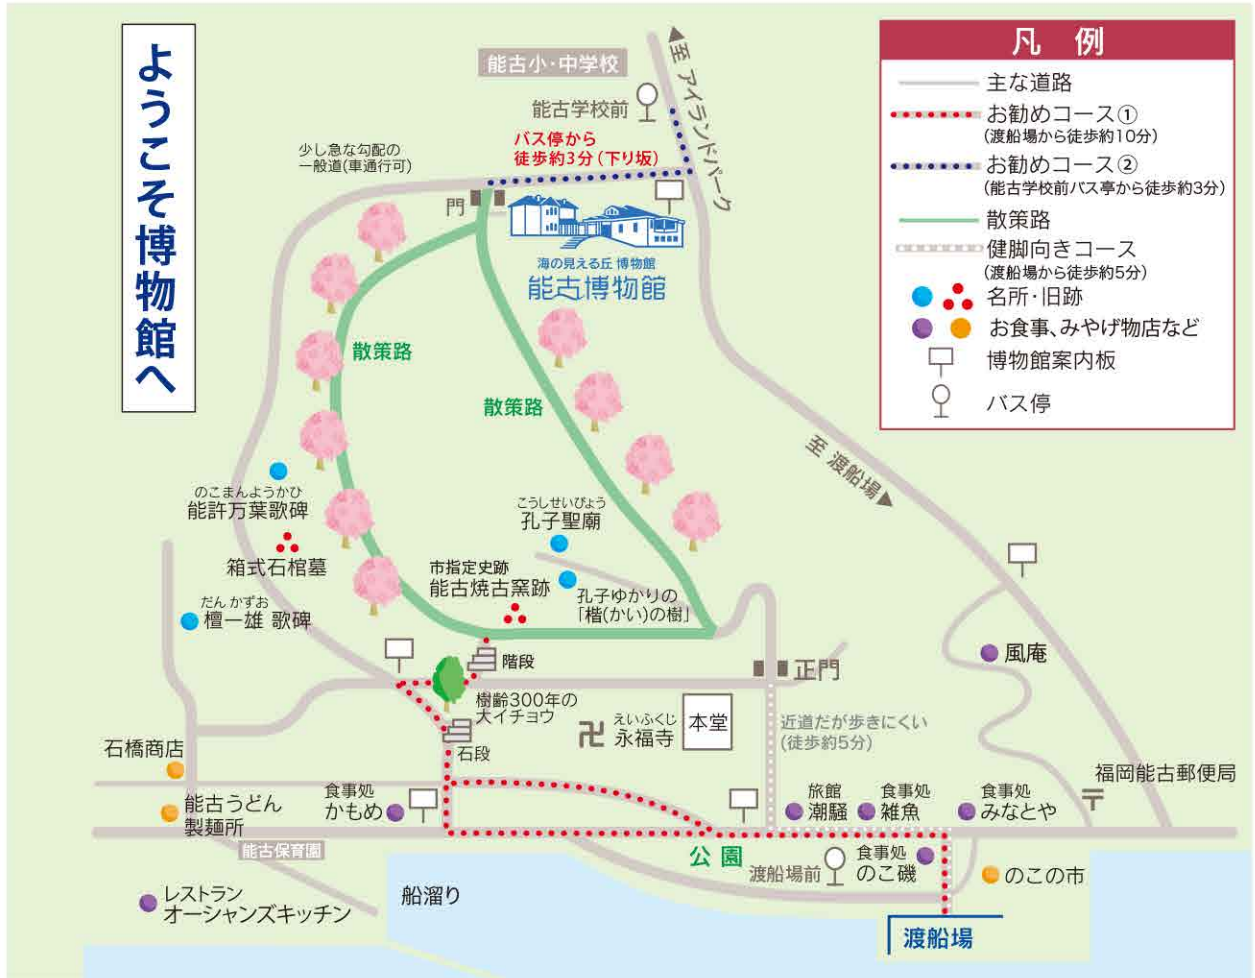 ようこそ博物館へ
能古小・中学校
能古学校前
至 アイランドパーク
バス停から
徒歩約3分(下り坂)
少し急な勾配の
一般道(車通行可)
門
海の見える丘 博物館
能古博物館
散策路
散策路
至 渡船場
のこまんようかひ
能許万葉歌碑
箱式石棺墓
だん かずお
檀一雄 歌碑
こうしせいびょう
孔子聖廟
市指定史跡
能古焼古窯跡
孔子ゆかりの
「楷(かい)の樹」
階段
樹齢300年の
大イチョウ
石段
えいふくじ
卍 永福寺
本堂
正門
近道だが歩きにくい
(徒歩約5分)
風庵
石橋商店
能古うどん
製麺所
食事処
かもめ
旅館
潮騒
食事処
雑魚
食事処
みなとや
福岡能古郵便局
〒
能古保育園
公園
渡船場前
食事処
のこ磯
のこの市
レストラン
オーシャンズキッチン
船溜り
渡船場
凡 例
主な道路
お勧めコース①
(渡船場から徒歩約10分)
お勧めコース②
(能古学校前バス亭から徒歩約3分)
散策路
健脚向きコース
(渡船場から徒歩約5分)
名所・旧跡
お食事、みやげ物店など
博物館案内板
バス停